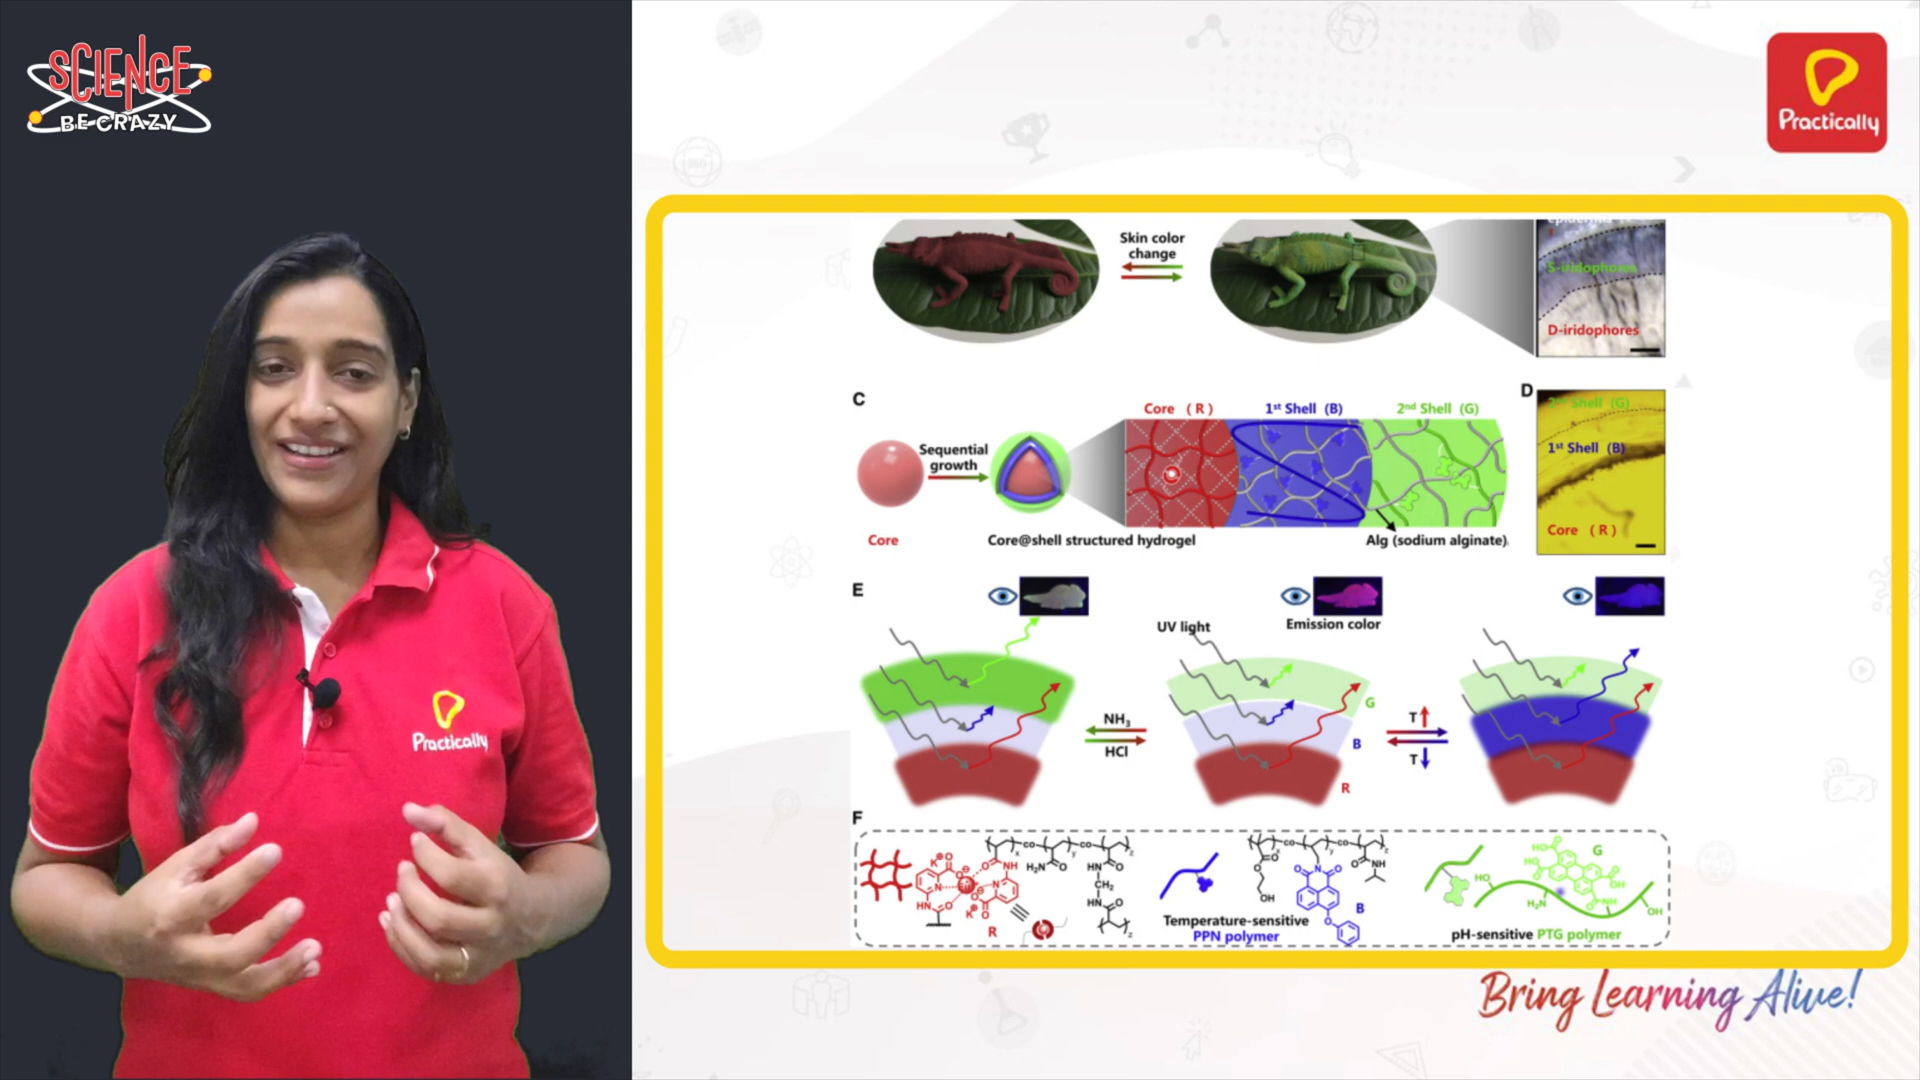 SCIENCE
BE CRAZY
Practically
Skin color
change
S-iridophores
D-iridophores
C
Core (R)
1st Shell (B)
2nd Shell (G)
Sequential
growth
Core
Core@shell structured hydrogel
Alg (sodium alginate)
D
Shell (G)
1st Shell (B)
Core (R)
E
UV light
Emission color
G
B
R
NH3
HCl
T
T
F
R
Temperature-sensitive
PPN polymer
B
G
pH-sensitive PTG polymer
Practically
Bring Learning Alive!